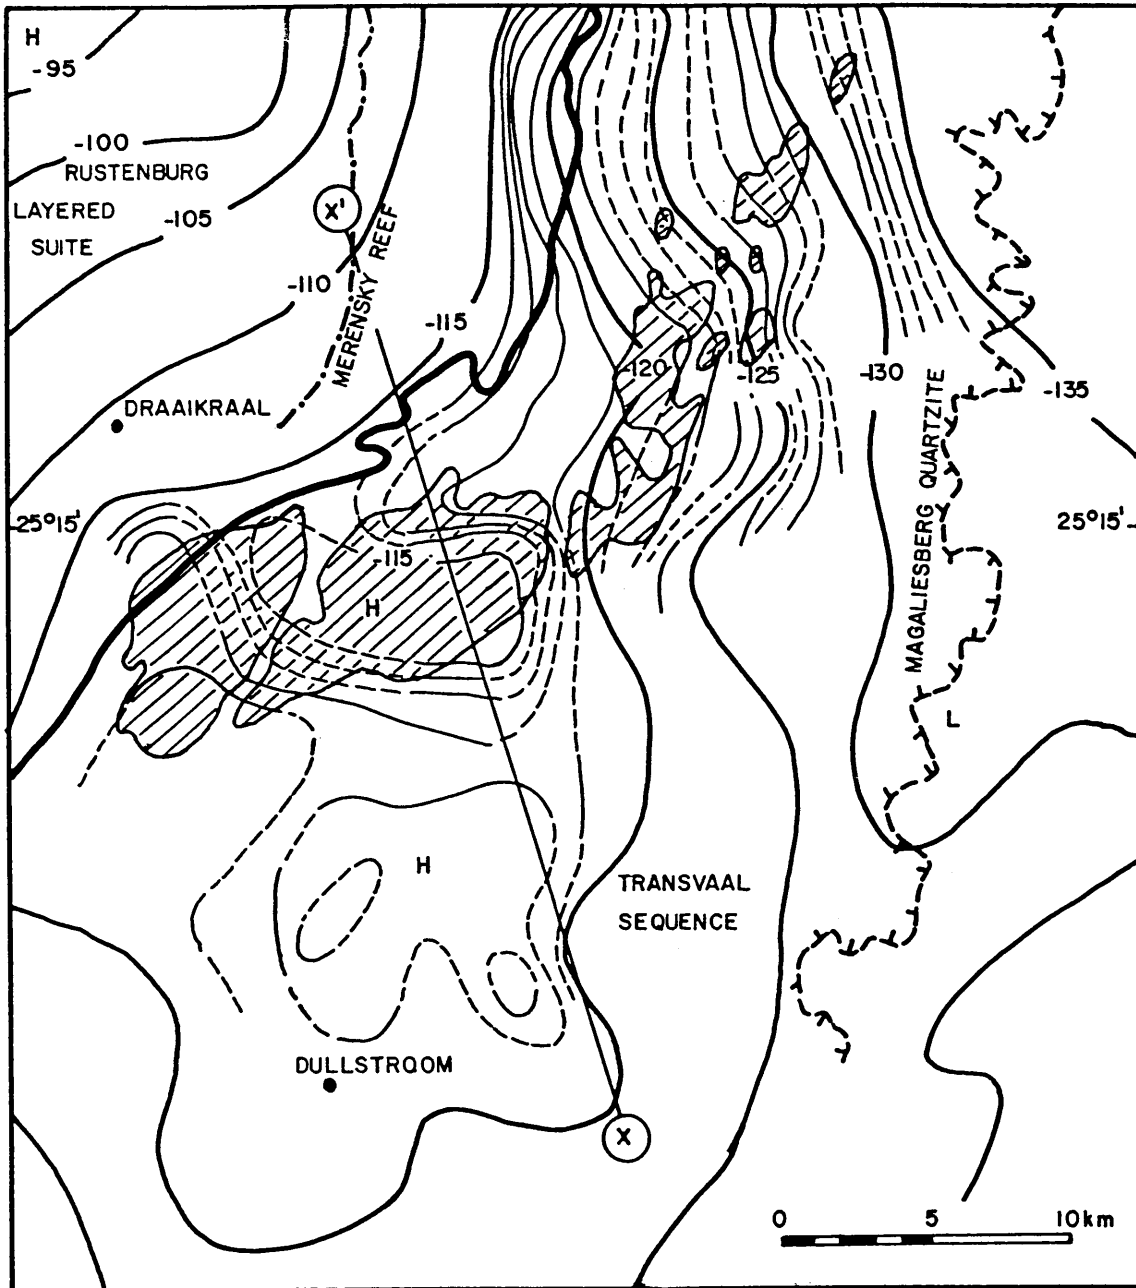 H
-95
-100
RUSTENBURG
LAYERED
SUITE
-105
X'
MERENSKY REEF
-110
-115
DRAAIKRAAL
-120
-125
-130
-135
MAGALIESBERG QUARTZITE
25°15'
25°15'
-115
H
L
H
TRANSVAAL
SEQUENCE
DULLSTROOM
X
0 5 10km